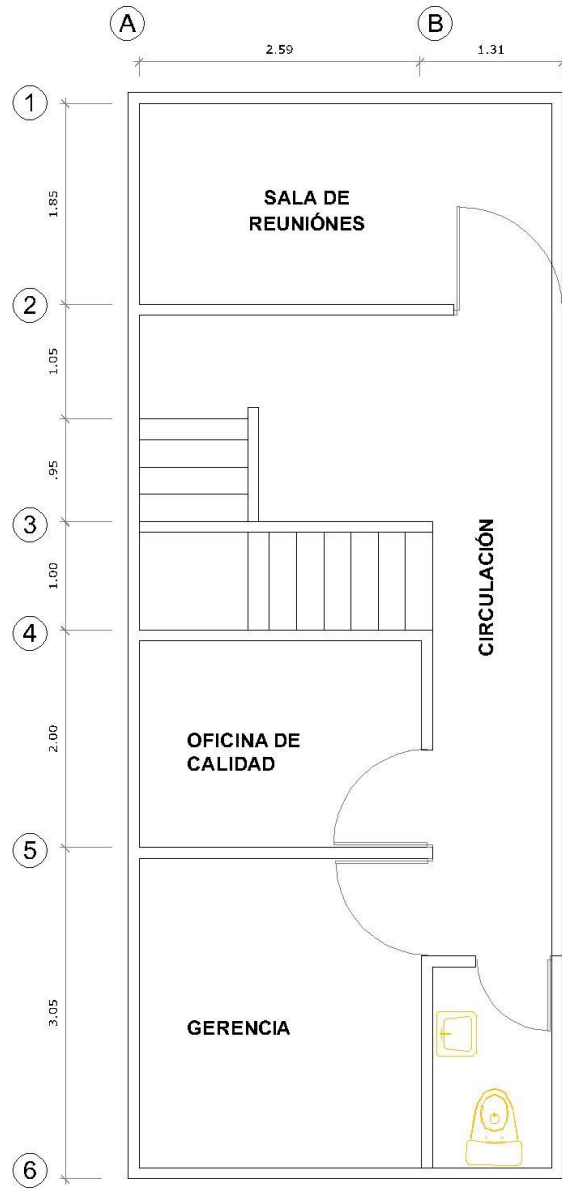 A
B
2.59
1.31
1
1.85
SALA DE
REUNIÓNES
2
1.05
.95
3
1.00
CIRCULACIÓN
4
2.00
OFICINA DE
CALIDAD
5
3.05
GERENCIA
6